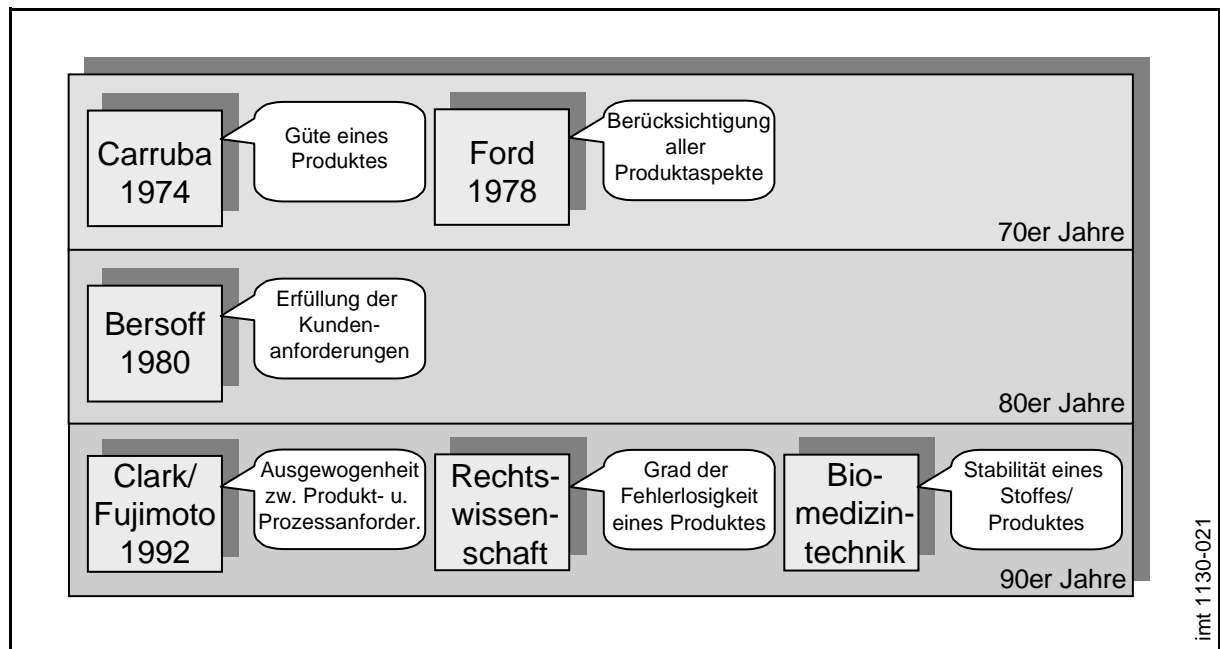 Carruba
1974
Güte eines
Produktes
Ford
1978
Berücksichtigung
aller
Produktaspekte
70er Jahre
Bersoff
1980
Erfüllung der
Kunden-
anforderungen
80er Jahre
Clark/
Fujimoto
1992
Ausgewogenheit
zw. Produkt- u.
Prozessanforder.
Rechts-
wissen-
schaft
Grad der
Fehlerlosigkeit
eines Produktes
Bio-
medizin-
technik
Stabilität eines
Stoffes/
Produktes
90er Jahre
imt 1130-021